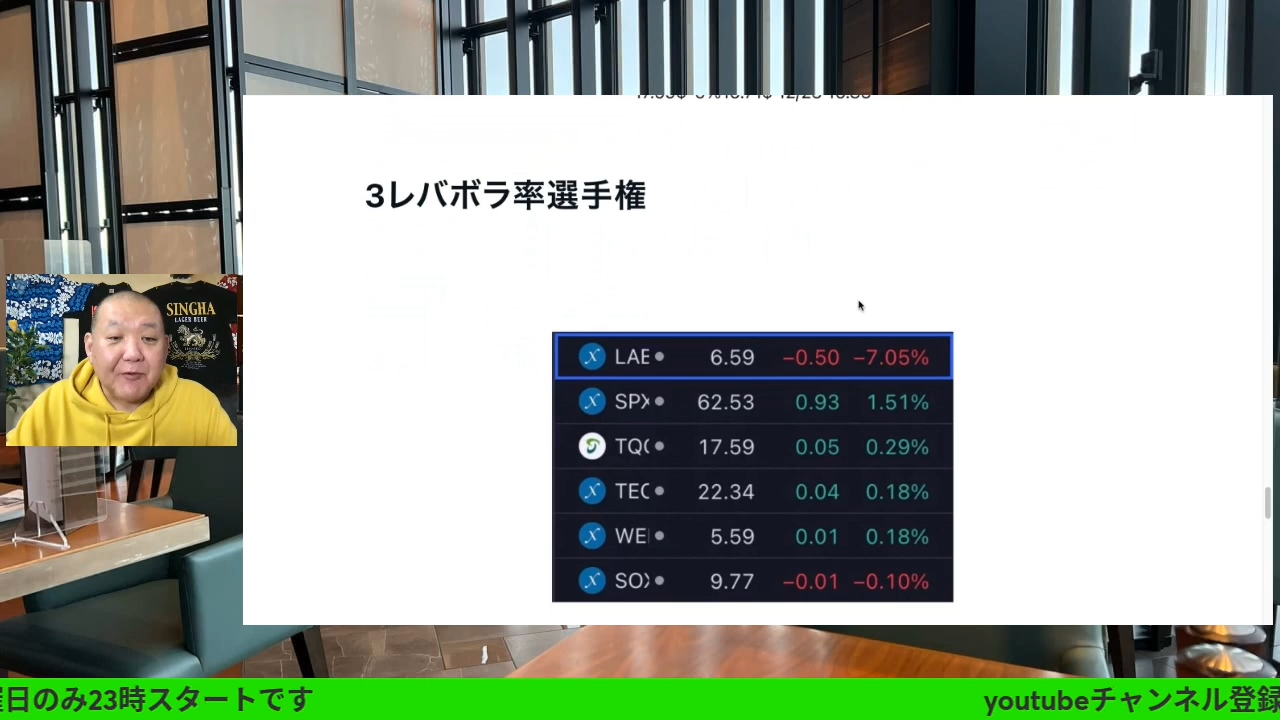 3レバボラ率選手権
SINGHA
LAGER BEER
LAE 6.59 −0.50 −7.05%
SPX 62.53 0.93 1.51%
TQ 17.59 0.05 0.29%
TEC 22.34 0.04 0.18%
WE 5.59 0.01 0.18%
SO 9.77 −0.01 −0.10%
曜日のみ23時スタートです
youtubeチャンネル登録